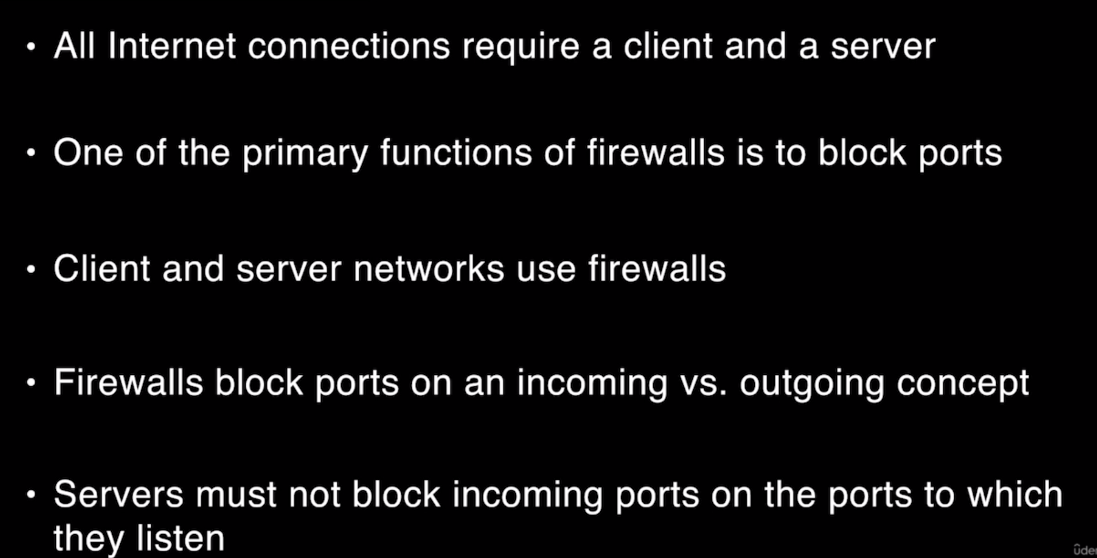 • All Internet connections require a client and a server
• One of the primary functions of firewalls is to block ports
• Client and server networks use firewalls
• Firewalls block ports on an incoming vs. outgoing concept
• Servers must not block incoming ports on the ports to which
they listen